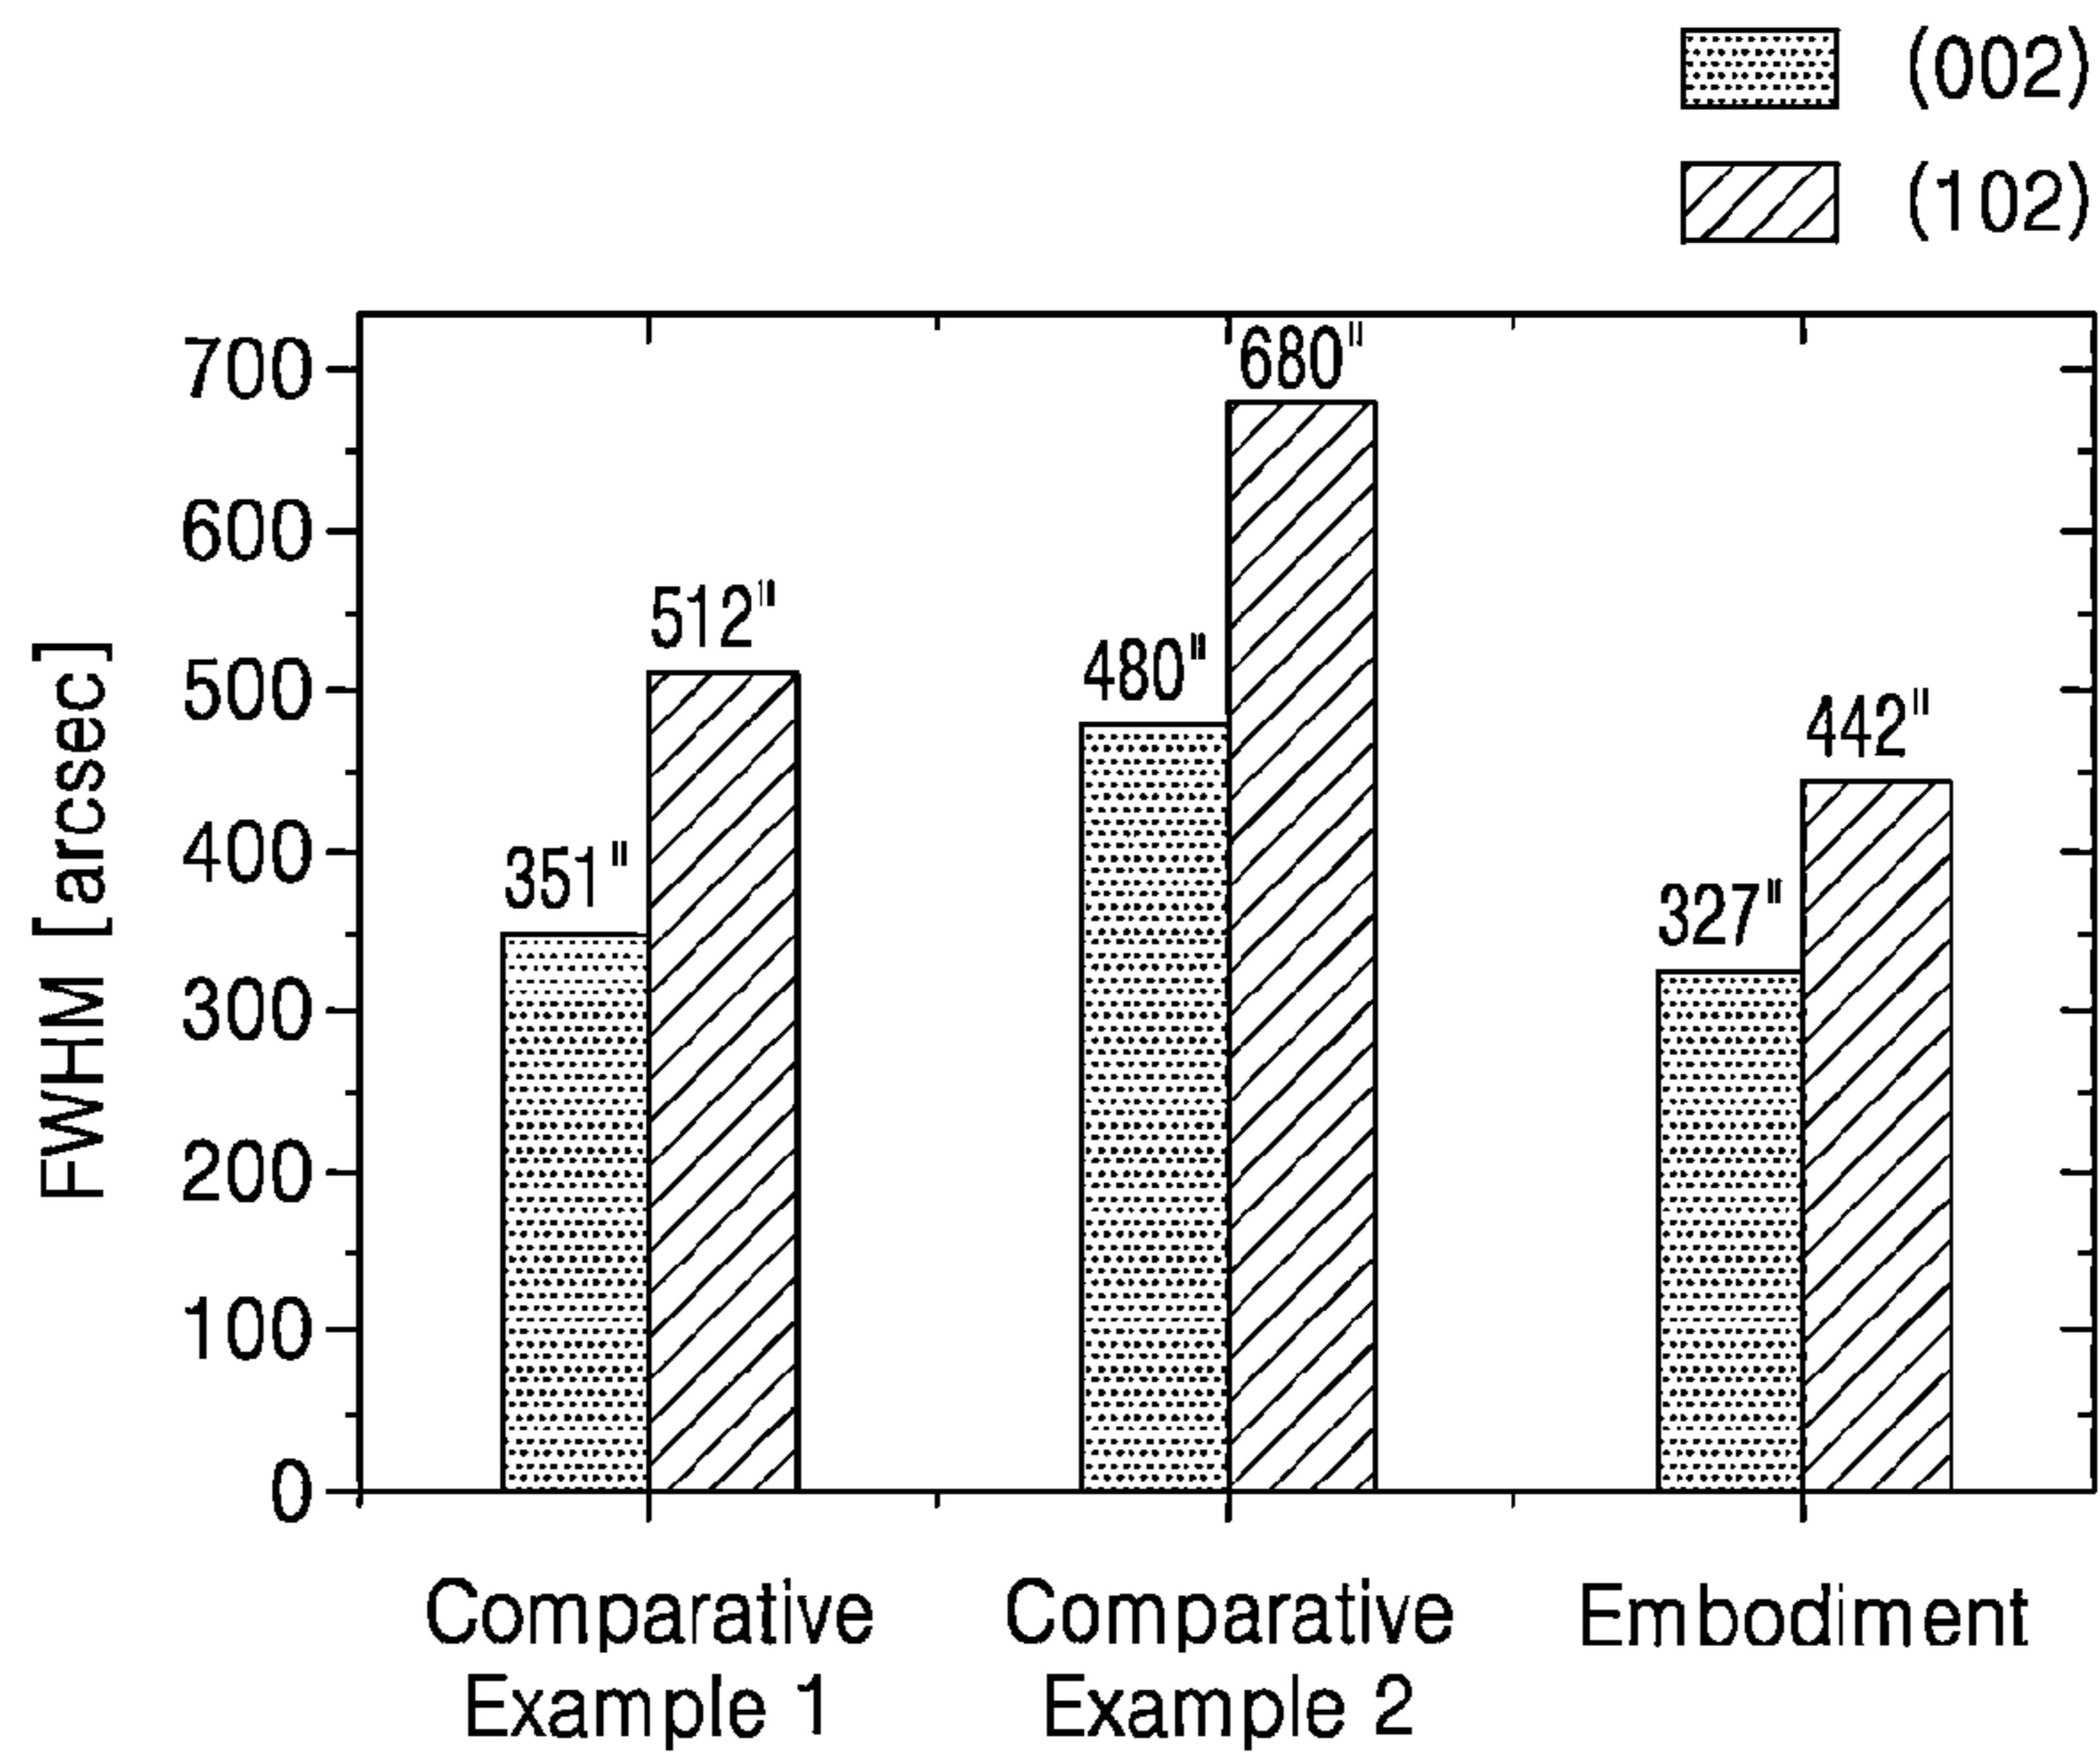 (002)
(102)
FWHM [arcsec]
700
600
500
400
300
200
100
0
351"
512"
480"
680"
327"
442"
Comparative
Example 1
Comparative
Example 2
Embodiment